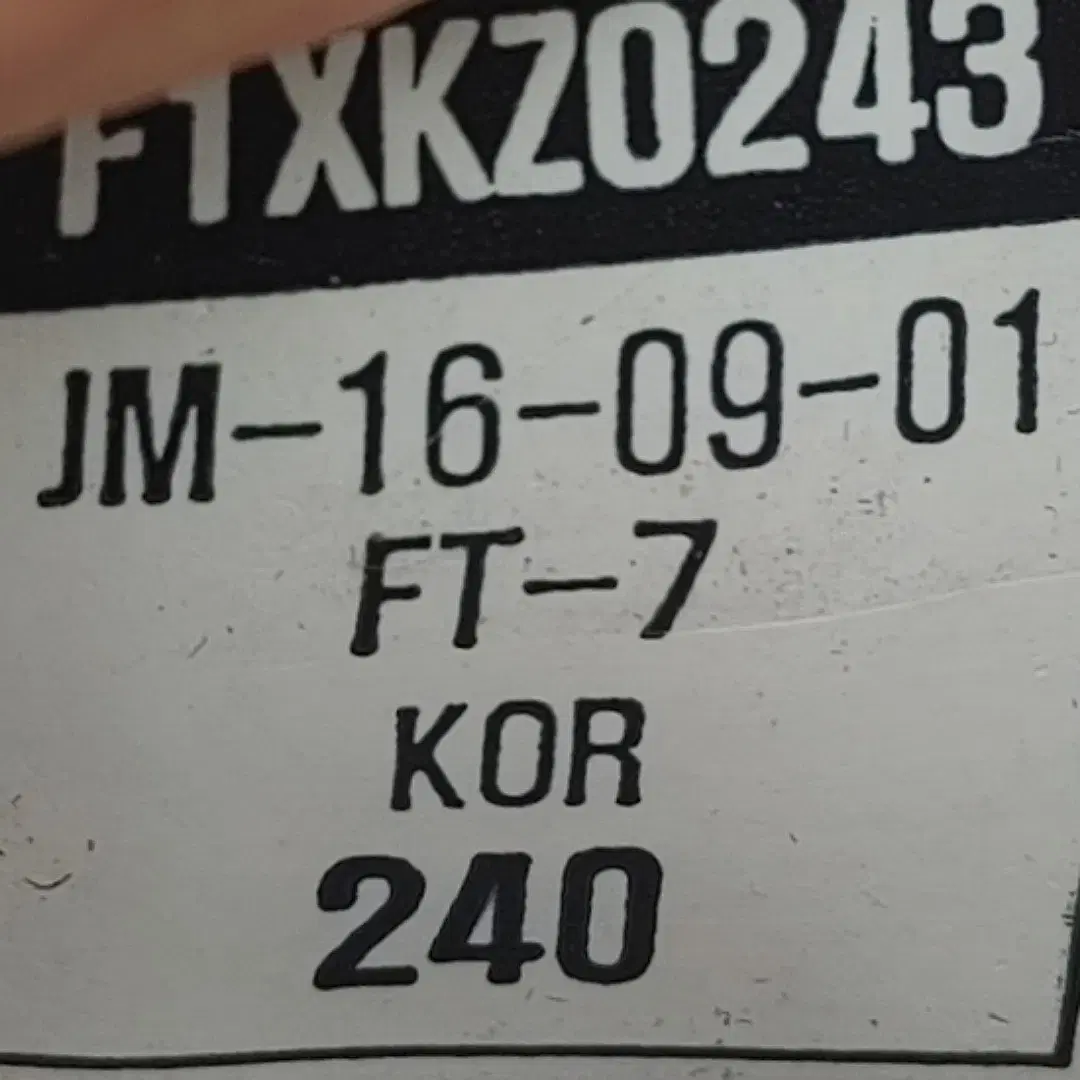 FTXKZ0243
JM-16-09-01
FT-7
KOR
240